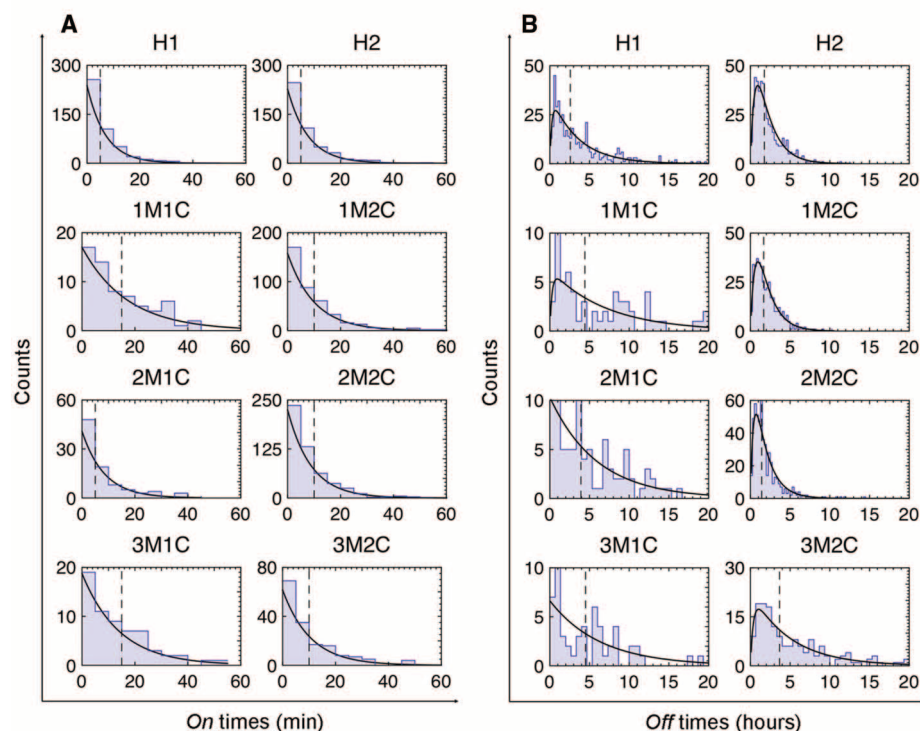 A
B
H1 H2 H1 H2
300 300 50 50
150 150 25 25
0 0 0 0
0 20 40 60 0 20 40 60 0 5 10 15 20 0 5 10 15 20
1M1C 1M2C 1M1C 1M2C
20 200 10 50
10 100 5 25
0 0 0 0
0 20 40 60 0 20 40 60 0 5 10 15 20 0 5 10 15 20
Counts Counts
2M1C 2M2C 2M1C 2M2C
60 250 10 60
30 125 5 40
20
0 0 0 0
0 20 40 60 0 20 40 60 0 5 10 15 20 0 5 10 15 20
3M1C 3M2C 3M1C 3M2C
20 80 10 30
10 40 5 15
0 0 0 0
0 20 40 60 0 20 40 60 0 5 10 15 20 0 5 10 15 20
On times (min) Off times (hours)